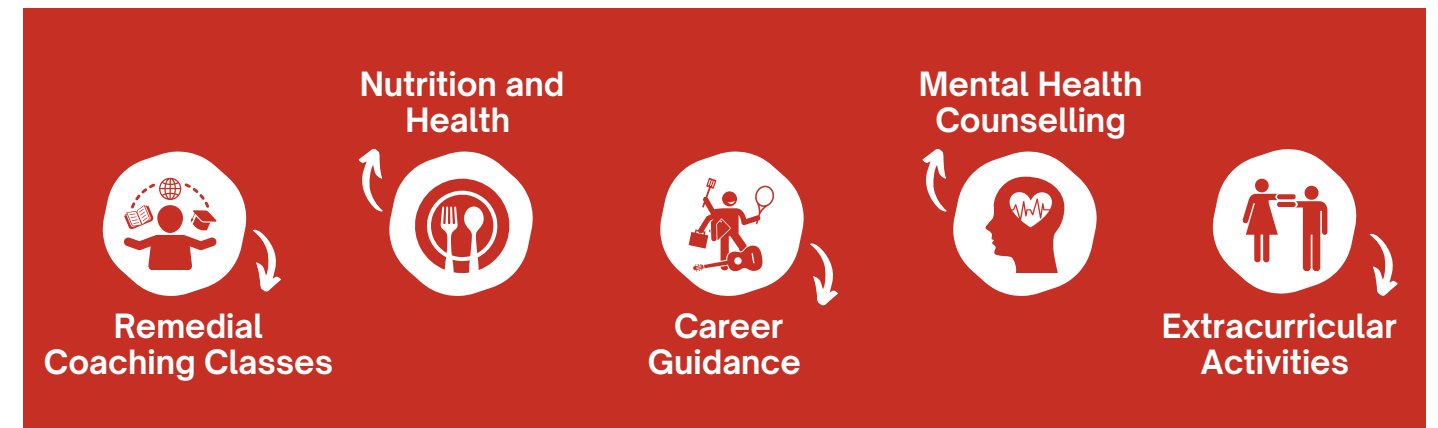 Remedial
Coaching Classes
Nutrition and
Health
Career
Guidance
Mental Health
Counselling
Extracurricular
Activities